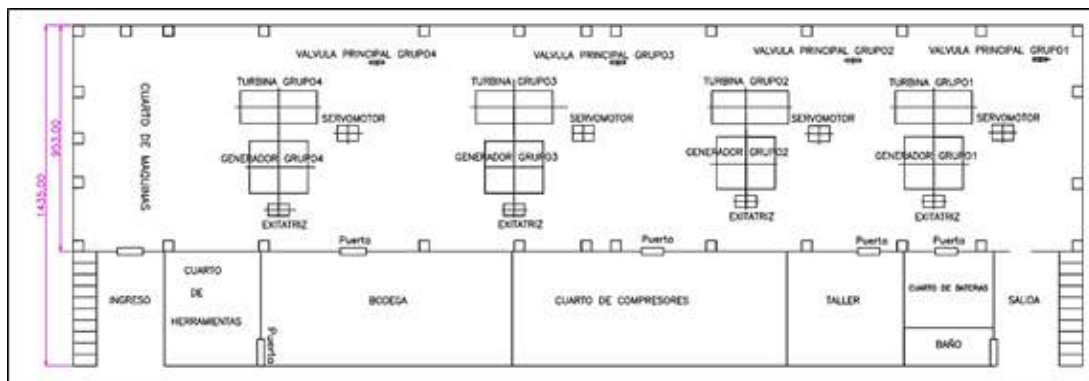 VALVULA PRINCIPAL GRUPO4
VALVULA PRINCIPAL GRUPO3
VALVULA PRINCIPAL GRUPO2
VALVULA PRINCIPAL GRUPO1
TURBINA GRUPO4
TURBINA GRUPO3
TURBINA GRUPO2
TURBINA GRUPO1
SERVOMOTOR
SERVOMOTOR
SERVOMOTOR
SERVOMOTOR
CUARTO DE MAQUINAS
953,00
1435,00
GENERADOR GRUPO4
GENERADOR GRUPO3
GENERADOR GRUPO2
GENERADOR GRUPO1
EXITATRIZ
EXITATRIZ
EXITATRIZ
EXITATRIZ
Puerta
Puerta
Puerta
Puerta
INGRESO
CUARTO
DE
HERRAMIENTAS
Puerta
BODEGA
CUARTO DE COMPRESORES
TALLER
CUARTO DE BATERAS
BAÑO
SALIDA